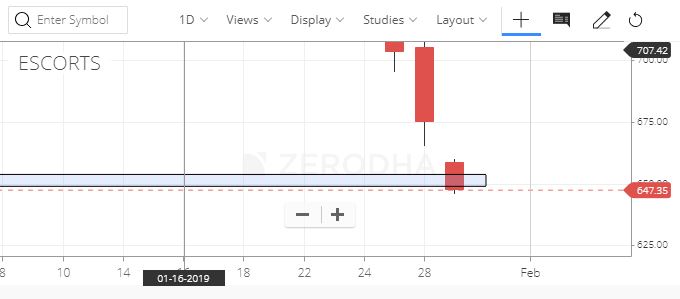 Enter Symbol 1D Views Display Studies Layout
707.42
700.00
ESCORTS
675.00
ZERODHA
647.35
625.00
8 10 14 18 22 24 28 Feb
01-16-2019